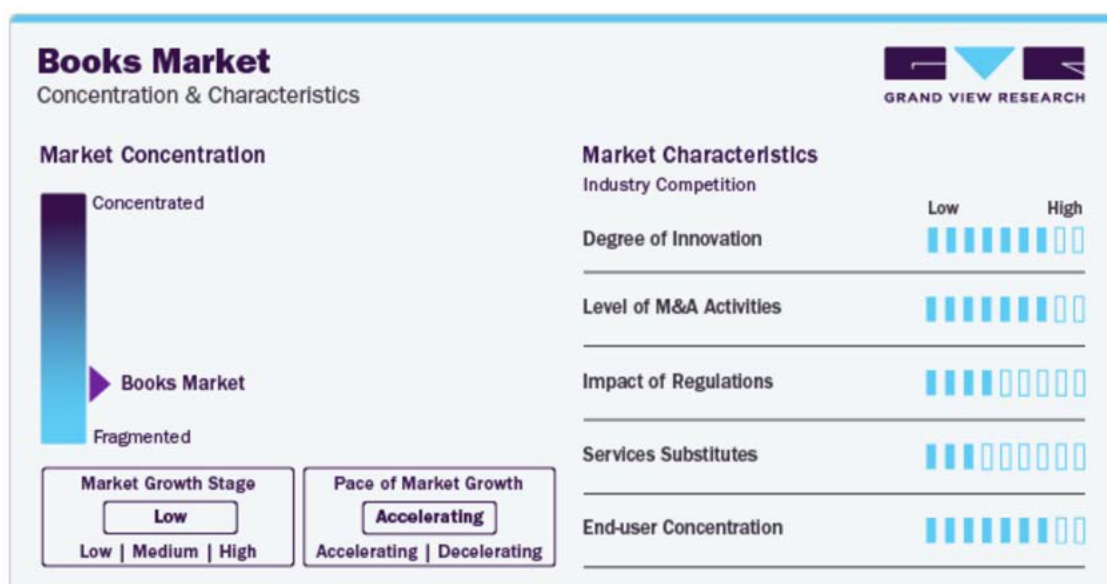 Books Market
Concentration & Characteristics
GRAND VIEW RESEARCH
Market Concentration
Concentrated
Books Market
Fragmented
Market Growth Stage
Low
Low | Medium | High
Pace of Market Growth
Accelerating
Accelerating | Decelerating
Market Characteristics
Industry Competition
Low High
Degree of Innovation
Level of M&A Activities
Impact of Regulations
Services Substitutes
End-user Concentration